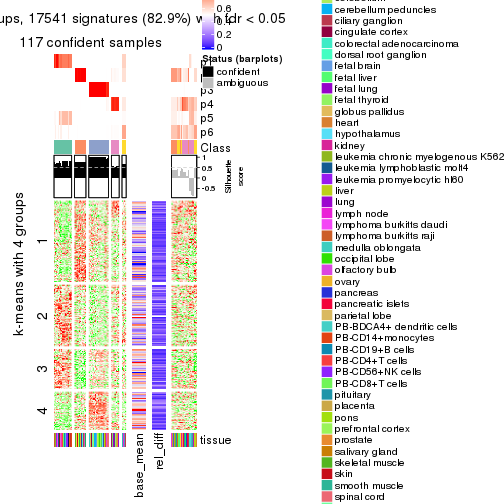 ups, 17541 signatures (82.9%) with fdr < 0.05
117 confident samples
0.6
0.4
0.2
0
p3
p4
p5
p6
Class
Status (barplots)
confident
ambiguous
1
0.5
0
-0.5
Silhouette
score
k-means with 4 groups
1
2
3
4
base_mean
rel_diff
tissue
cerebellum peduncles
ciliary ganglion
cingulate cortex
colorectal adenocarcinoma
dorsal root ganglion
fetal brain
fetal liver
fetal lung
fetal thyroid
globus pallidus
heart
hypothalamus
kidney
leukemia chronic myelogenous K562
leukemia lymphoblastic molt4
leukemia promyelocytic hl60
liver
lung
lymph node
lymphoma burkitts daudi
lymphoma burkitts raji
medulla oblongata
occipital lobe
olfactory bulb
ovary
pancreas
pancreatic islets
parietal lobe
PB-BDCA4+ dendritic cells
PB-CD14+monocytes
PB-CD19+B cells
PB-CD4+T cells
PB-CD56+NK cells
PB-CD8+T cells
pituitary
placenta
pons
prefrontal cortex
prostate
salivary gland
skeletal muscle
skin
smooth muscle
spinal cord